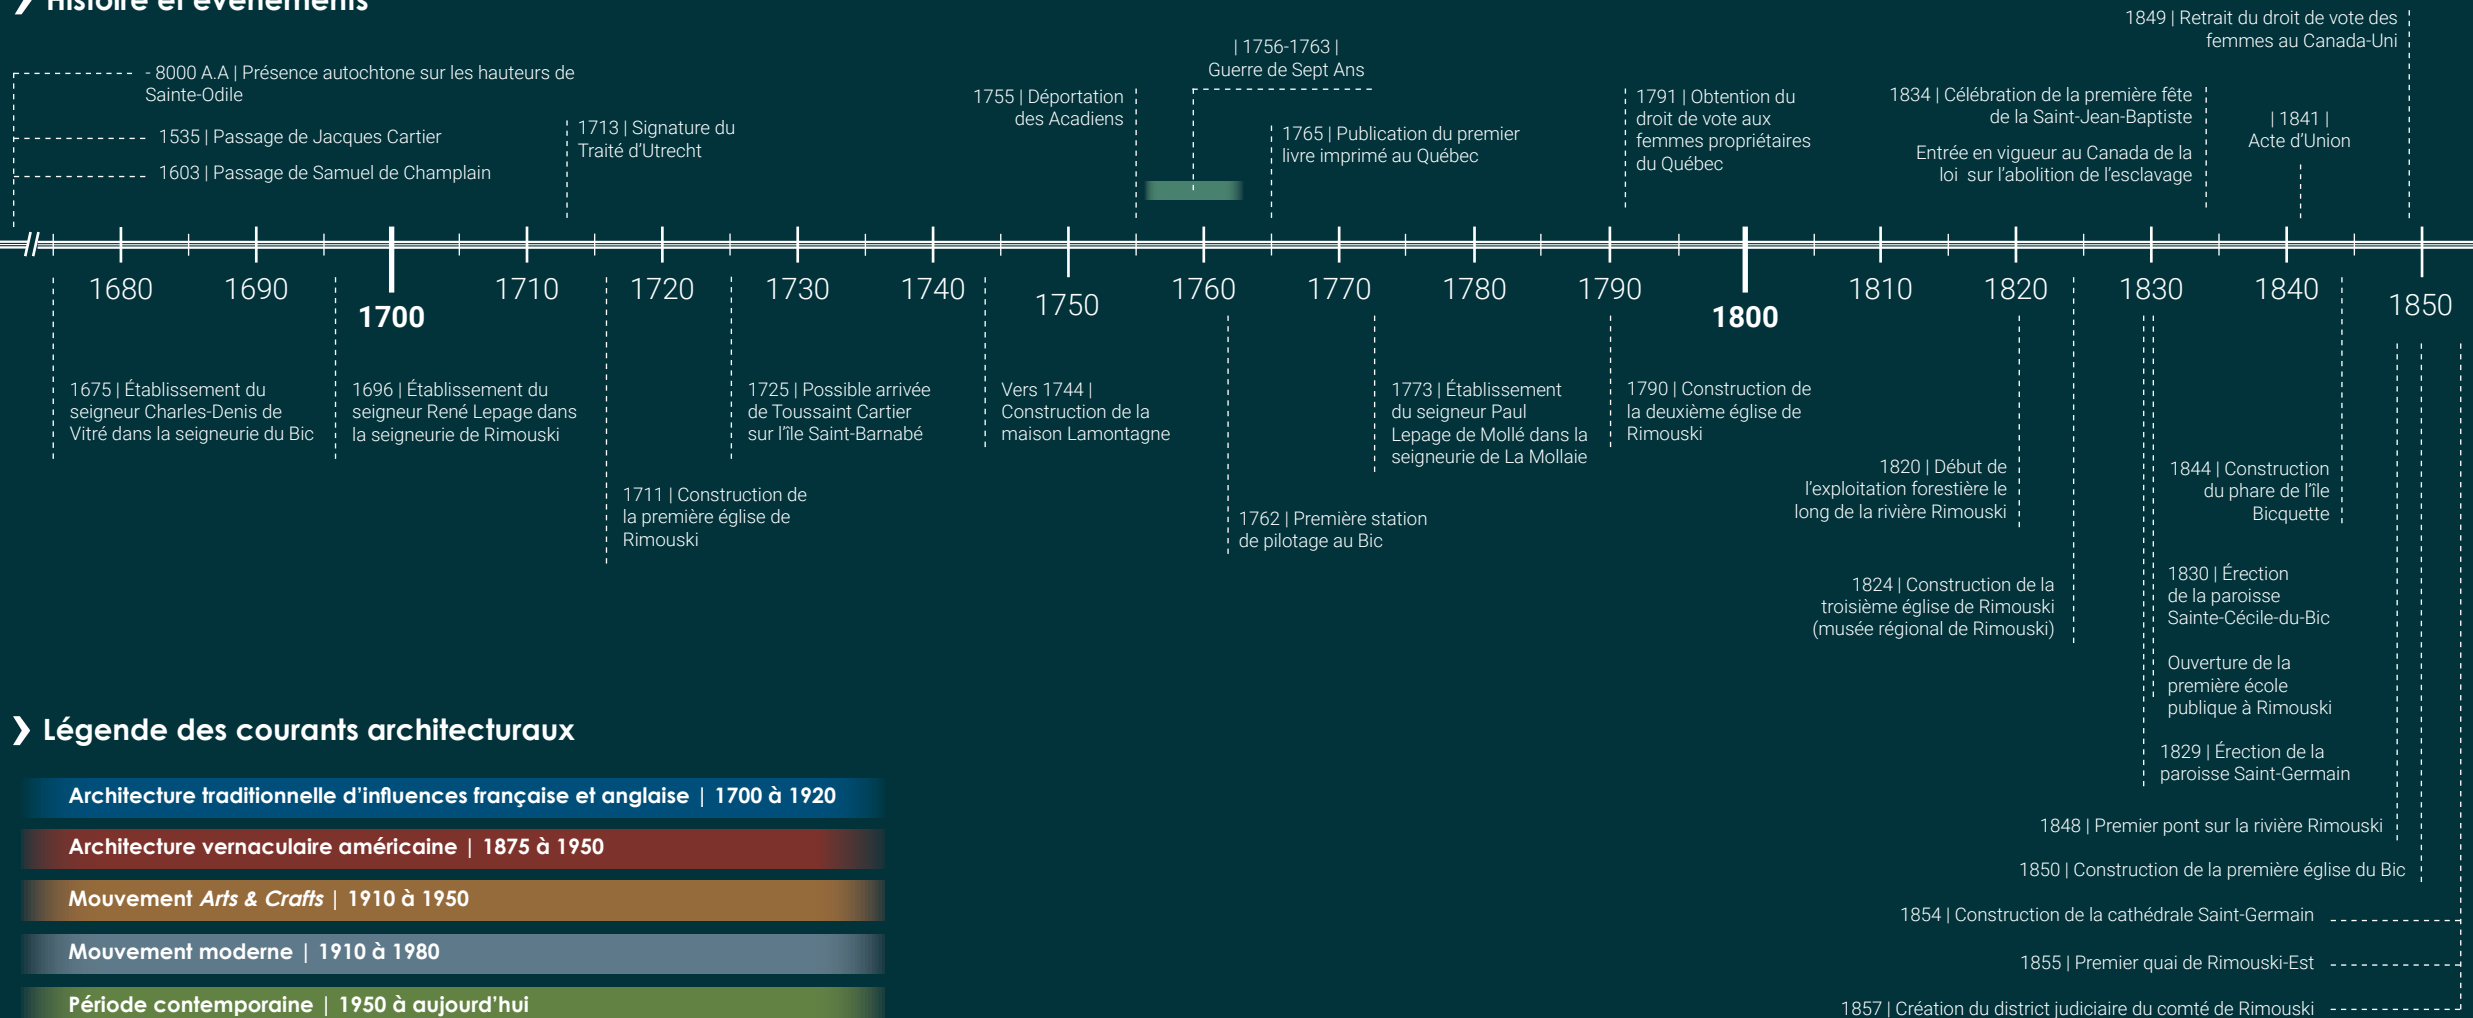 Histoire et événements
- 8000 A.A | Présence autochtone sur les hauteurs de
Sainte-Odile
1535 | Passage de Jacques Cartier
1603 | Passage de Samuel de Champlain
1713 | Signature du
Traité d'Utrecht
1755 | Déportation
des Acadiens
| 1756-1763 |
Guerre de Sept Ans
1765 | Publication du premier
livre imprimé au Québec
1791 | Obtention du
droit de vote aux
femmes propriétaires
du Québec
1834 | Célébration de la première fête
de la Saint-Jean-Baptiste
Entrée en vigueur au Canada de la
loi sur l'abolition de l'esclavage
| 1841 |
Acte d'Union
1849 | Retrait du droit de vote des
femmes au Canada-Uni
1680
1690
1700
1710
1720
1730
1740
1750
1760
1770
1780
1790
1800
1810
1820
1830
1840
1850
1675 | Établissement du
seigneur Charles-Denis de
Vitré dans la seigneurie du Bic
1696 | Établissement du
seigneur René Lepage dans
la seigneurie de Rimouski
1711 | Construction de
la première église de
Rimouski
1725 | Possible arrivée
de Toussaint Cartier
sur l'île Saint-Barnabé
Vers 1744 |
Construction de la
maison Lamontagne
1762 | Première station
de pilotage au Bic
1773 | Établissement
du seigneur Paul
Lepage de Mollé dans la
seigneurie de La Mollaie
1790 | Construction de
la deuxième église de
Rimouski
1820 | Début de
l'exploitation forestière le
long de la rivière Rimouski
1824 | Construction de la
troisième église de Rimouski
(musée régional de Rimouski)
1844 | Construction
du phare de l'île
Bicquette
1830 | Érection
de la paroisse
Sainte-Cécile-du-Bic
Ouverture de la
première école
publique à Rimouski
1829 | Érection de la
paroisse Saint-Germain
1848 | Premier pont sur la rivière Rimouski
1850 | Construction de la première église du Bic
1854 | Construction de la cathédrale Saint-Germain
1855 | Premier quai de Rimouski-Est
1857 | Création du district judiciaire du comté de Rimouski
Légende des courants architecturaux
Architecture traditionnelle d'influences française et anglaise | 1700 à 1920
Architecture vernaculaire américaine | 1875 à 1950
Mouvement Arts & Crafts | 1910 à 1950
Mouvement moderne | 1910 à 1980
Période contemporaine | 1950 à aujourd'hui